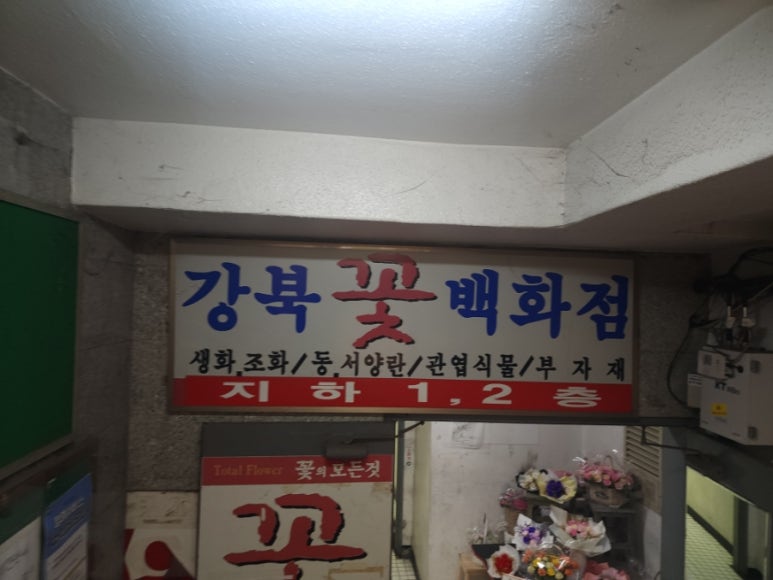 강북 꽃 백화점
생화,조화/동,서양란/관엽식물/부 자 재
지 하 1 , 2 층
Total Flower 꽃의 모든것
꽃
KT